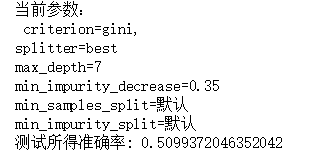 当前参数:
criterion=gini,
splitter=best
max_depth=7
min_impurity_decrease=0.35
min_samples_split=默认
min_impurity_split=默认
测试所得准确率: 0.5099372046352042